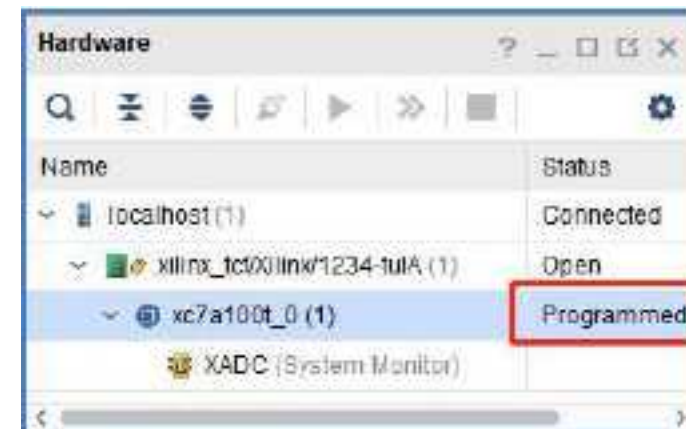 Hardware
Name Status
localhost (1) Connected
xilinx_tcf/Xilinx/1234-tulA (1) Open
xc7a100t_0 (1) Programmed
XADC (System Monitor)